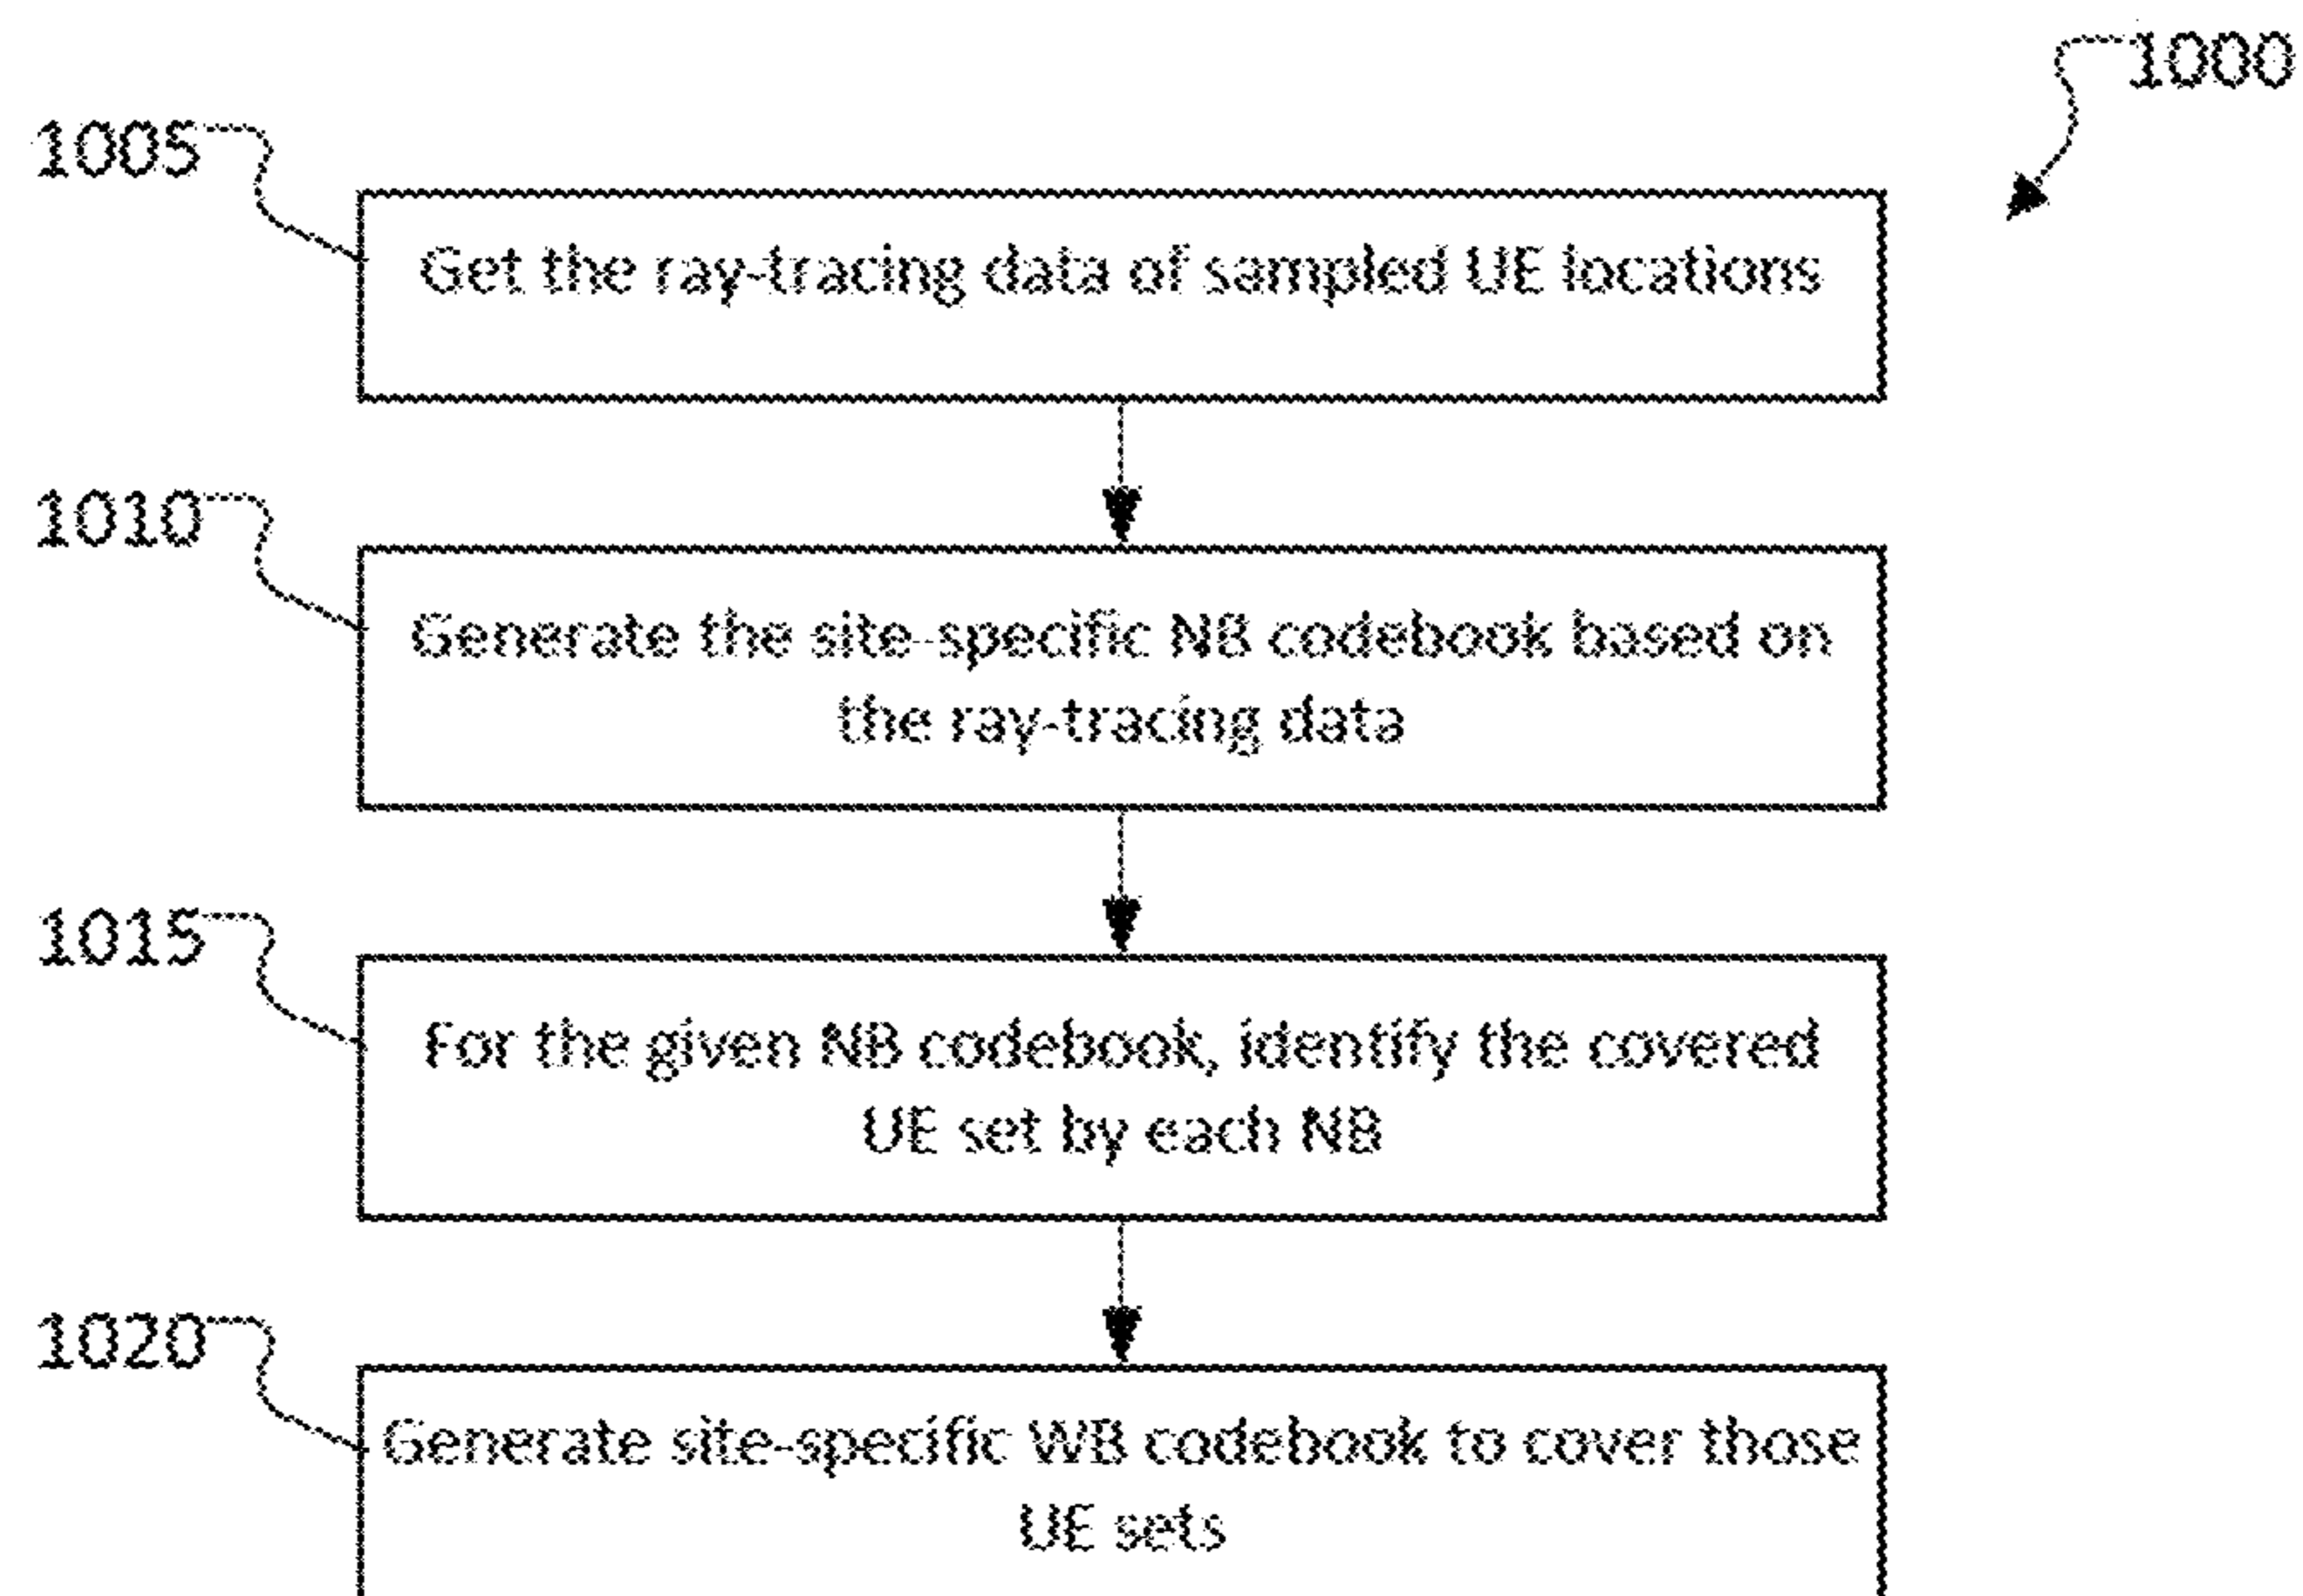 1000
1005
Get the ray-tracing data of sampled UE locations
1010
Generate the site-specific NB codebook based on
the ray-tracing data
1015
For the given NB codebook, identify the covered
UE set by each NB
1020
Generate site-specific WB codebook to cover those
UE sets